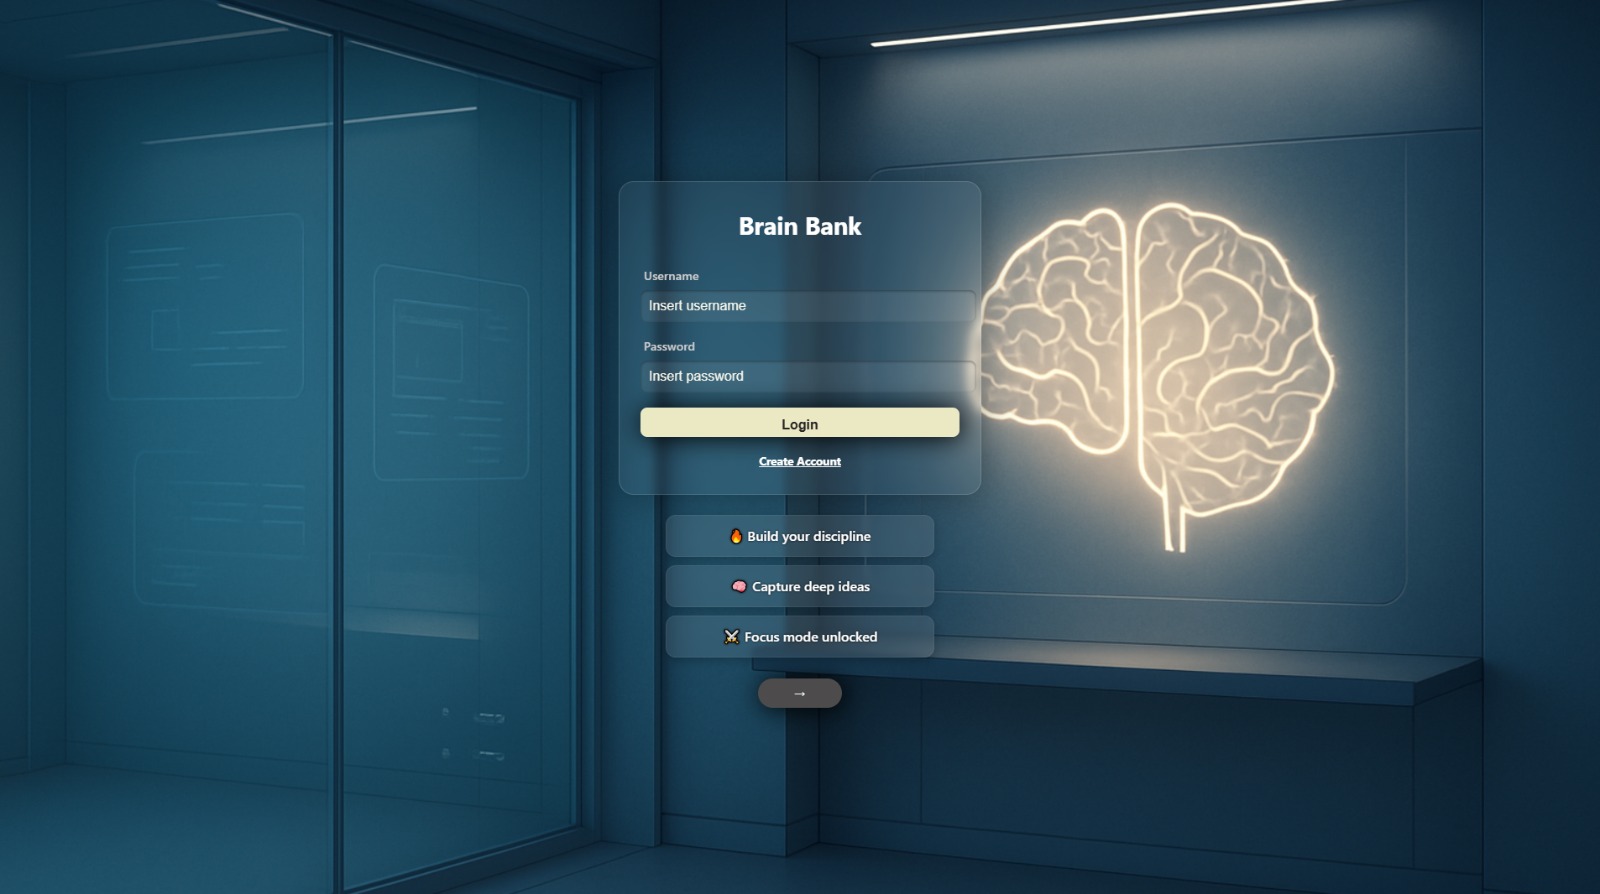 Brain Bank
Username
Insert username
Password
Insert password
Login
Create Account
🔥 Build your discipline
🧠 Capture deep ideas
⚔️ Focus mode unlocked
→